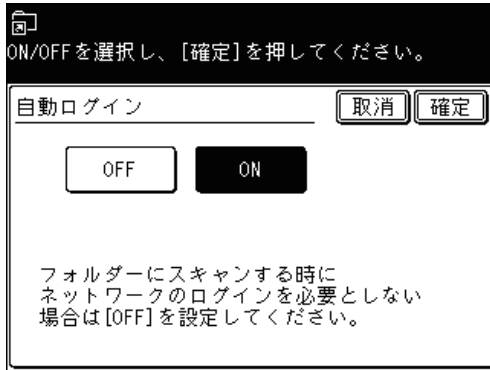 ON/OFFを選択し、[確定]を押してください。
自動ログイン
取消 確定
OFF ON
フォルダーにスキャンする時に
ネットワークのログインを必要としない
場合は[OFF]を設定してください。